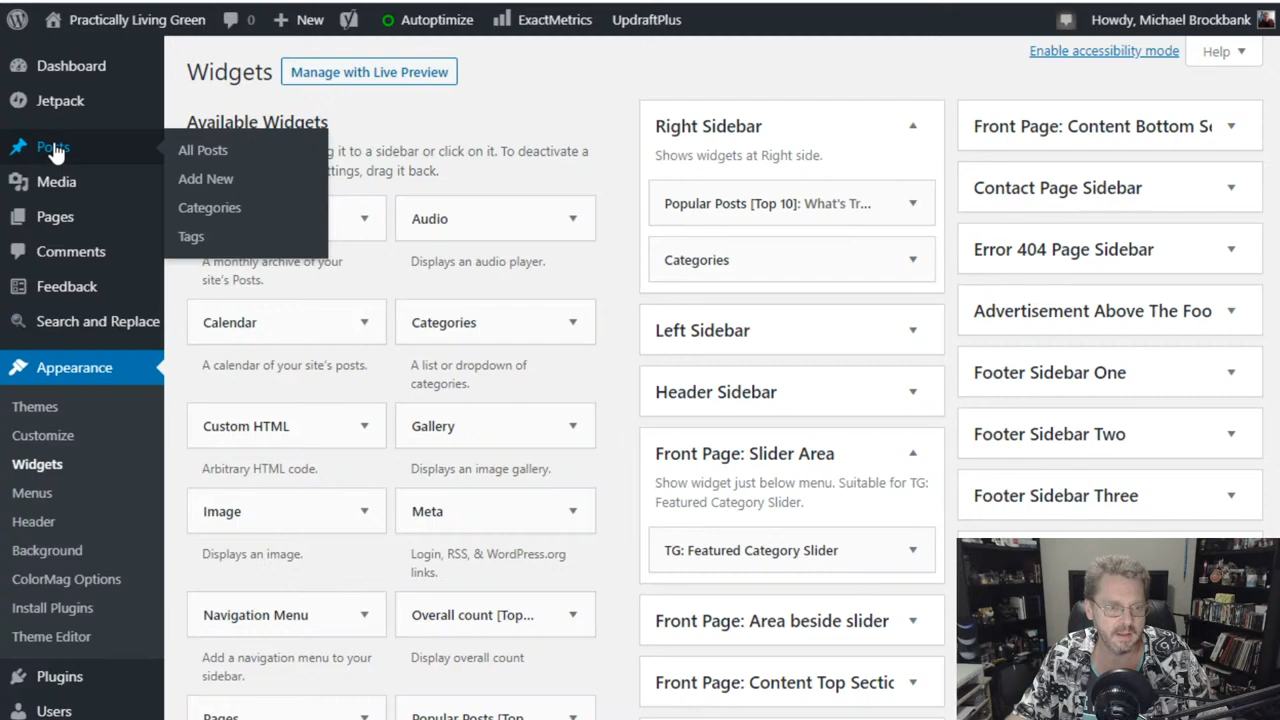 Practically Living Green 0 New Autoptimize ExactMetrics UpdraftPlus Howdy, Michael Brockbank
Dashboard
Jetpack
Posts
Media
Pages
Comments
Feedback
Search and Replace
Appearance
Themes
Customize
Widgets
Menus
Header
Background
ColorMag Options
Install Plugins
Theme Editor
Plugins
Users
All Posts
Add New
Categories
Tags
Enable accessibility mode Help
Widgets Manage with Live Preview
Available Widgets
it to a sidebar or click on it. To deactivate a
ttings, drag it back.
Audio
A monthly archive of your
site's Posts.
Displays an audio player.
Calendar
Categories
A calendar of your site's posts.
A list or dropdown of
categories.
Custom HTML
Gallery
Arbitrary HTML code.
Displays an image gallery.
Image
Meta
Displays an image.
Login, RSS, & WordPress.org
links.
Navigation Menu
Overall count [Top...
Add a navigation menu to your
sidebar.
Display overall count
Pages
Popular Posts [Top
Right Sidebar
Shows widgets at Right side.
Popular Posts [Top 10]: What's Tr...
Categories
Left Sidebar
Header Sidebar
Front Page: Slider Area
Show widget just below menu. Suitable for TG:
Featured Category Slider.
TG: Featured Category Slider
Front Page: Area beside slider
Front Page: Content Top Sectic
Front Page: Content Bottom Se
Contact Page Sidebar
Error 404 Page Sidebar
Advertisement Above The Foo
Footer Sidebar One
Footer Sidebar Two
Footer Sidebar Three